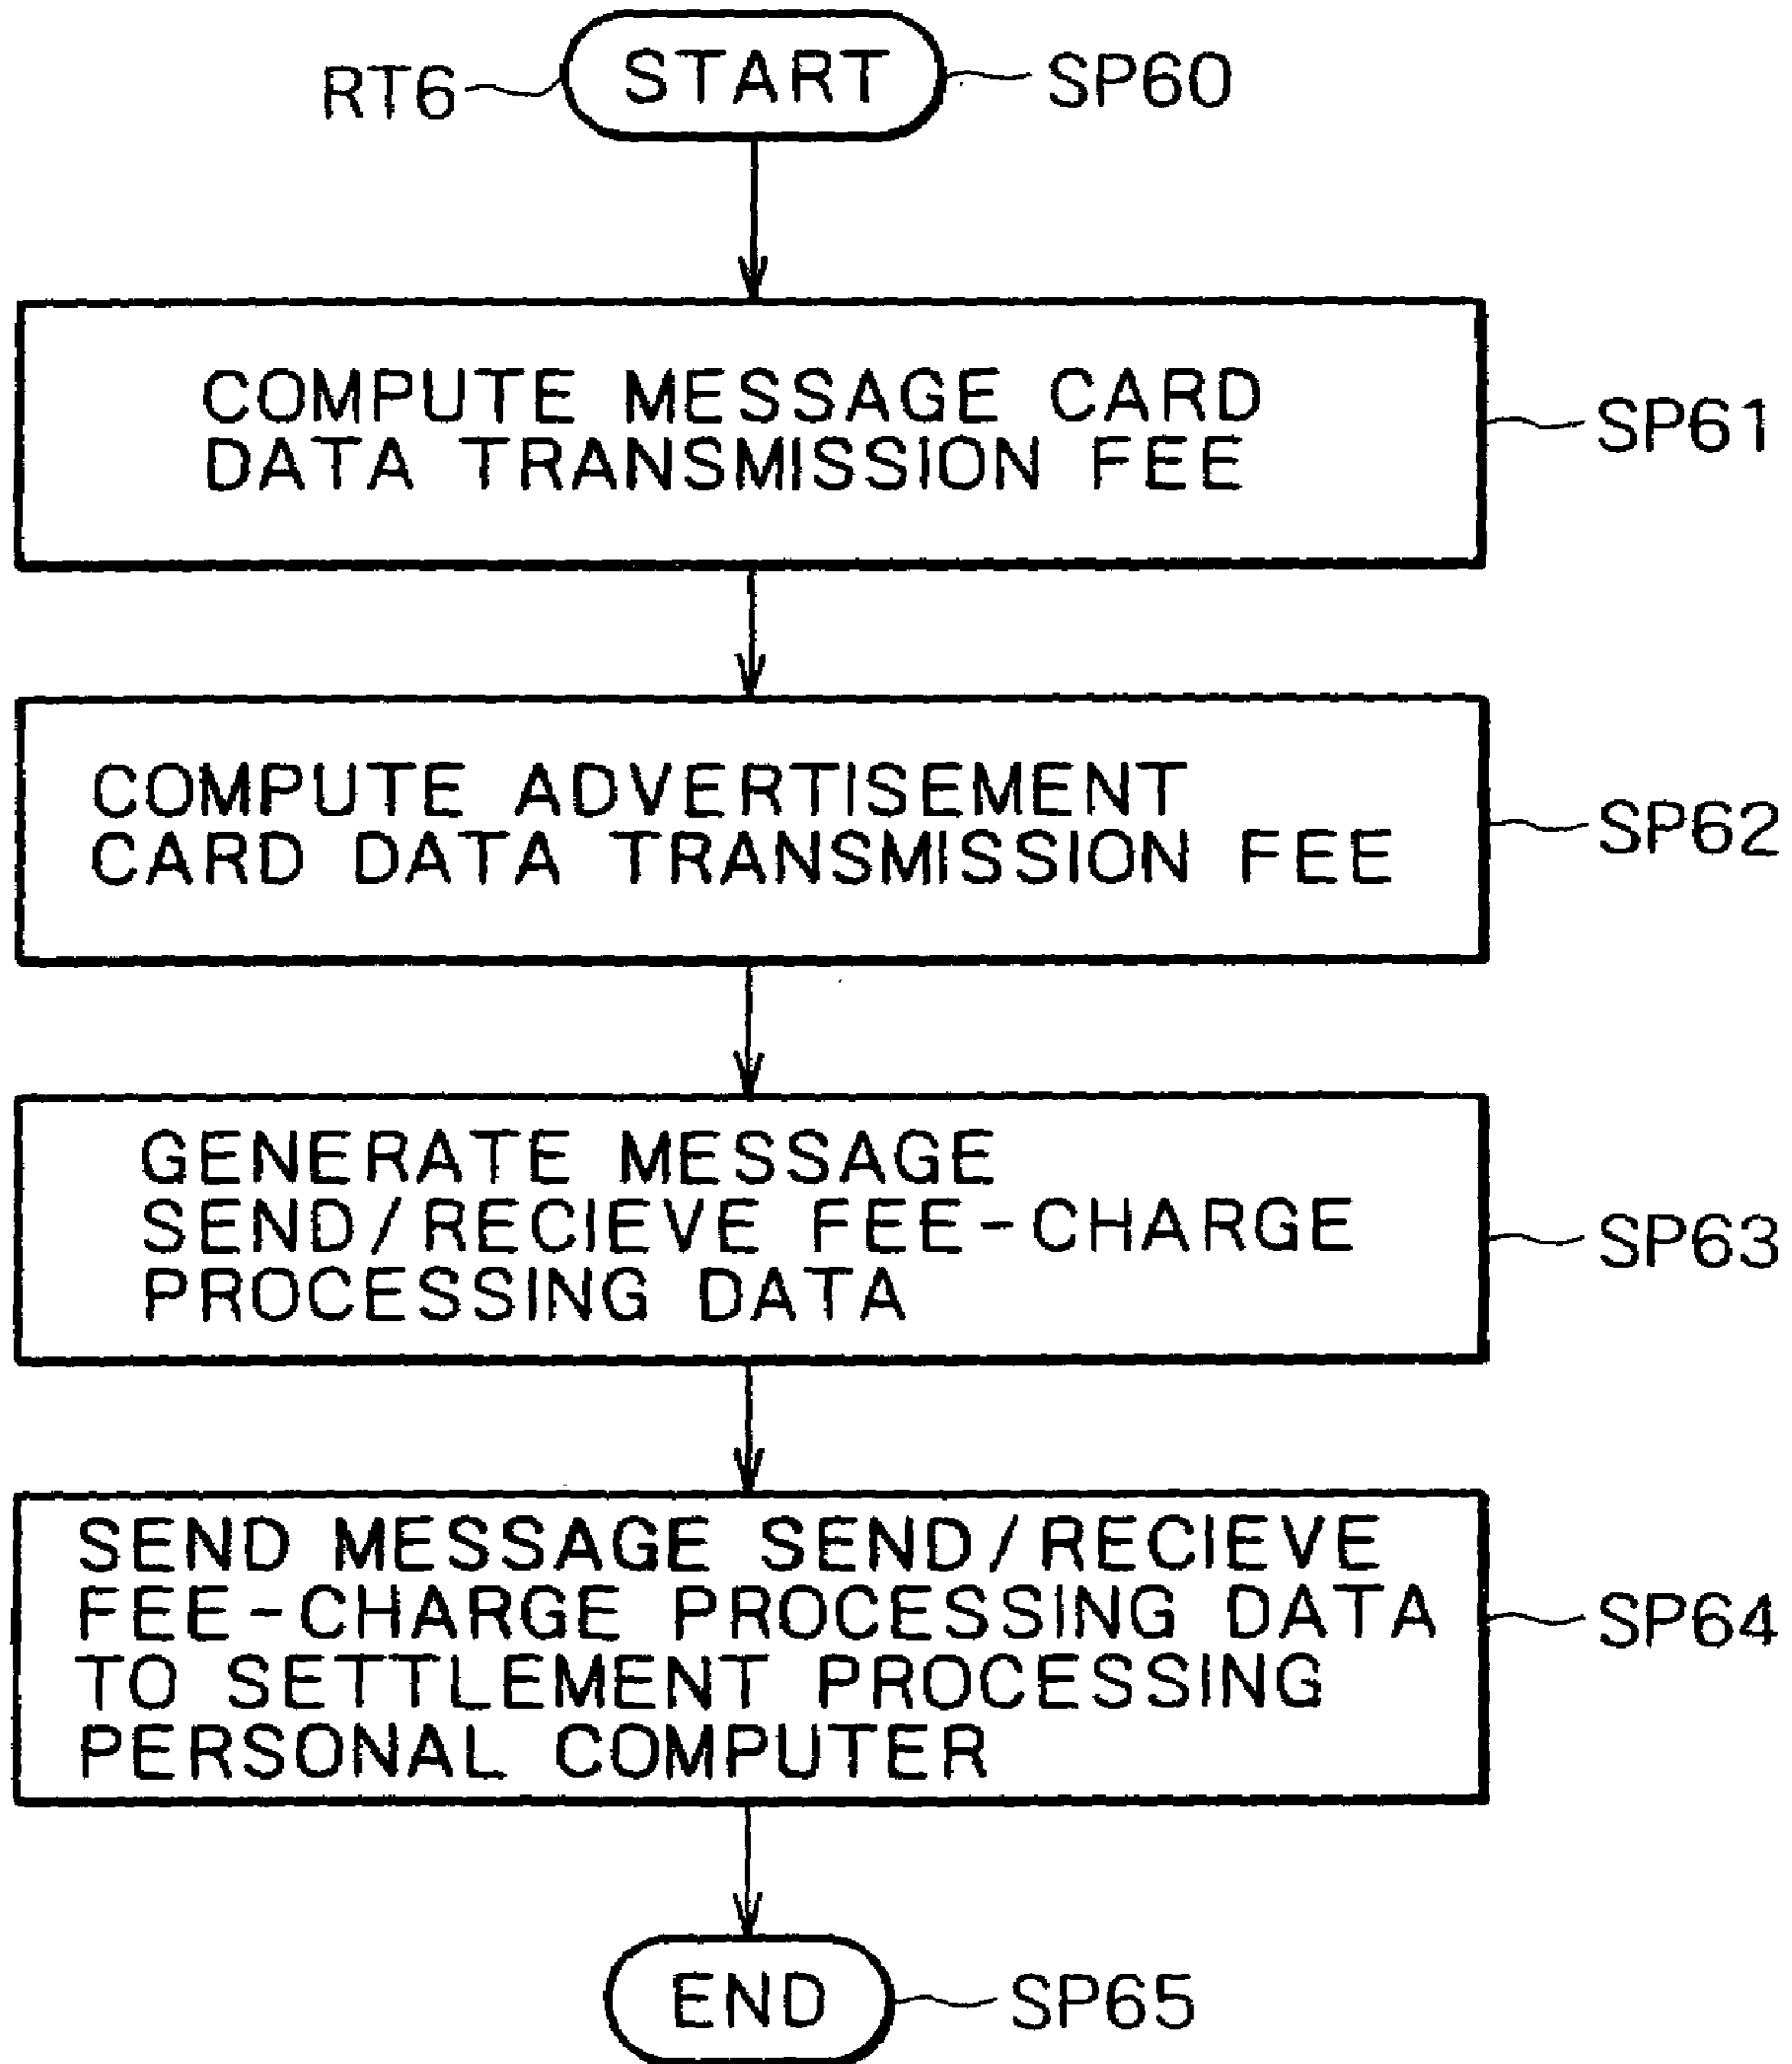 RT6
START
SP60
COMPUTE MESSAGE CARD
DATA TRANSMISSION FEE
SP61
COMPUTE ADVERTISEMENT
CARD DATA TRANSMISSION FEE
SP62
GENERATE MESSAGE
SEND/RECIEVE FEE-CHARGE
PROCESSING DATA
SP63
SEND MESSAGE SEND/RECIEVE
FEE-CHARGE PROCESSING DATA
TO SETTLEMENT PROCESSING
PERSONAL COMPUTER
SP64
END
SP65